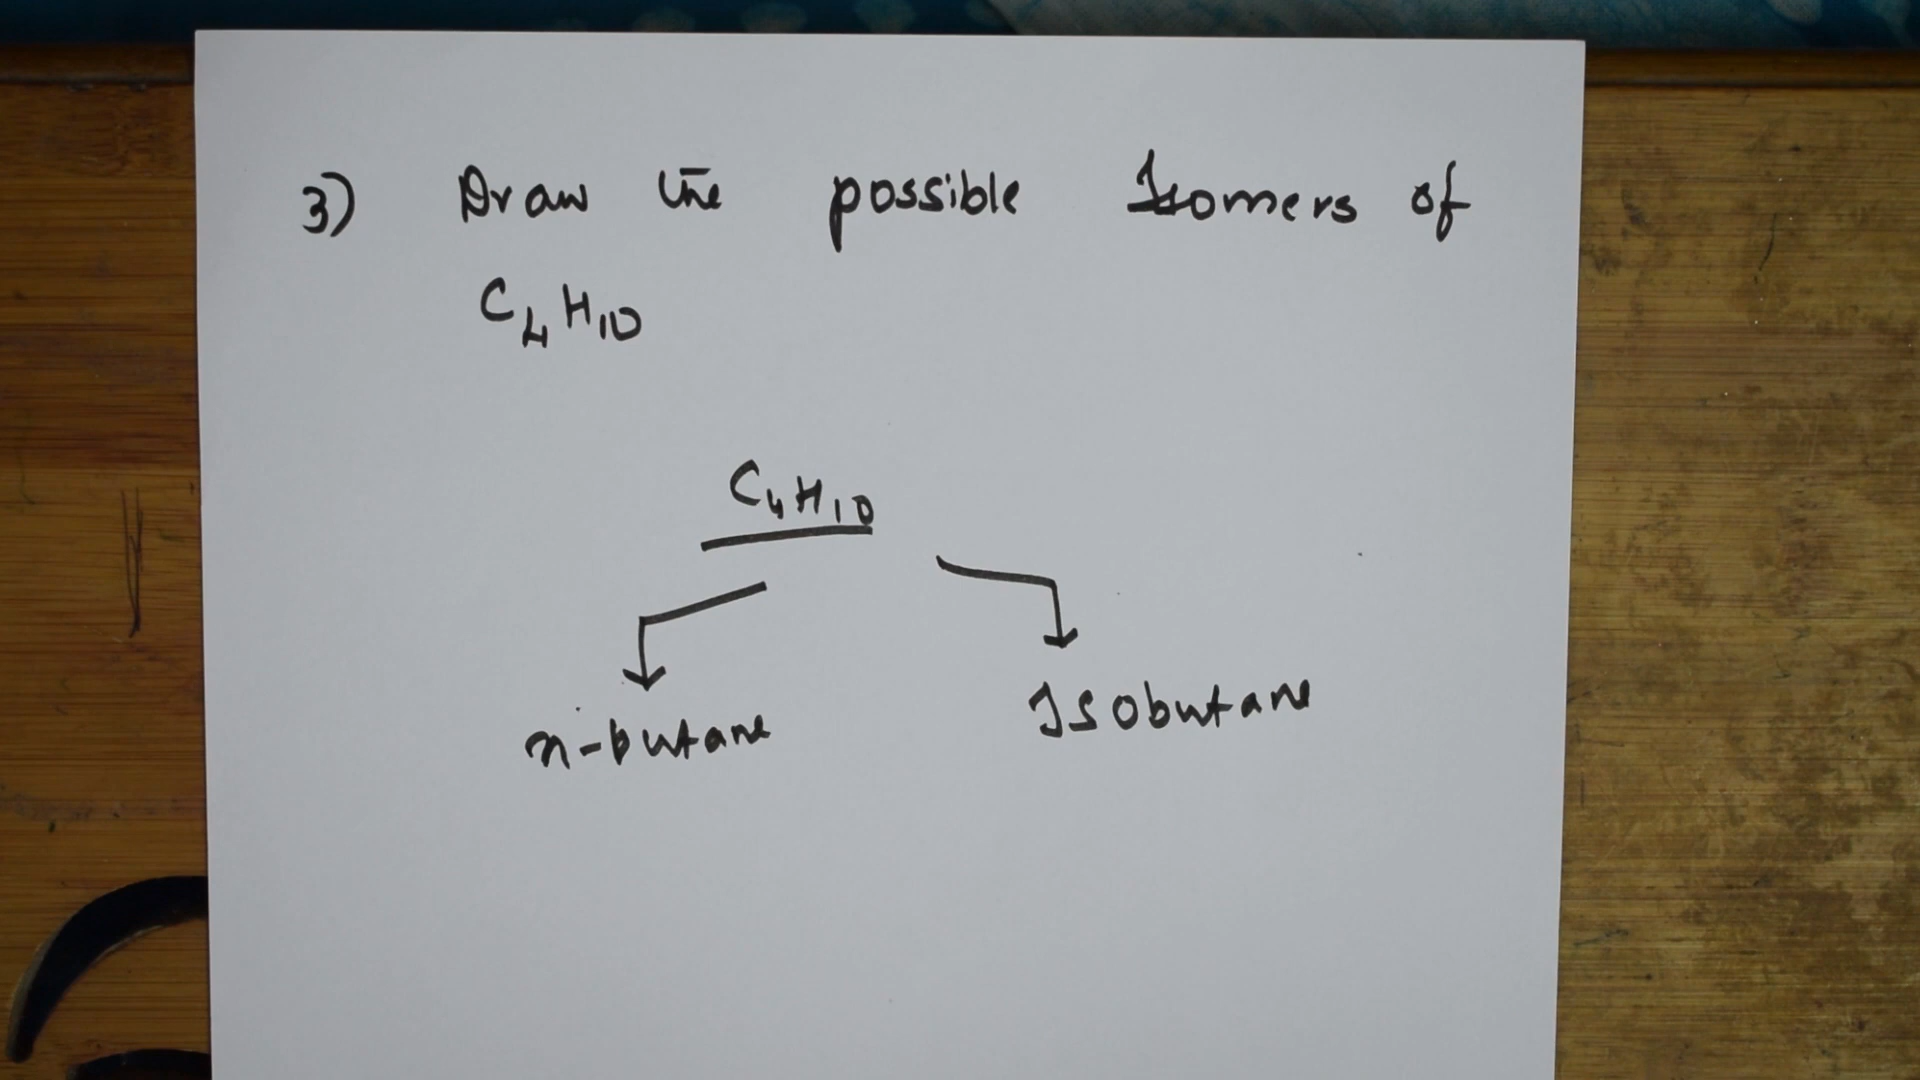 3) Draw the possible Isomers of
C₄H₁₀
C₄H₁₀
n-butane
Isobutane